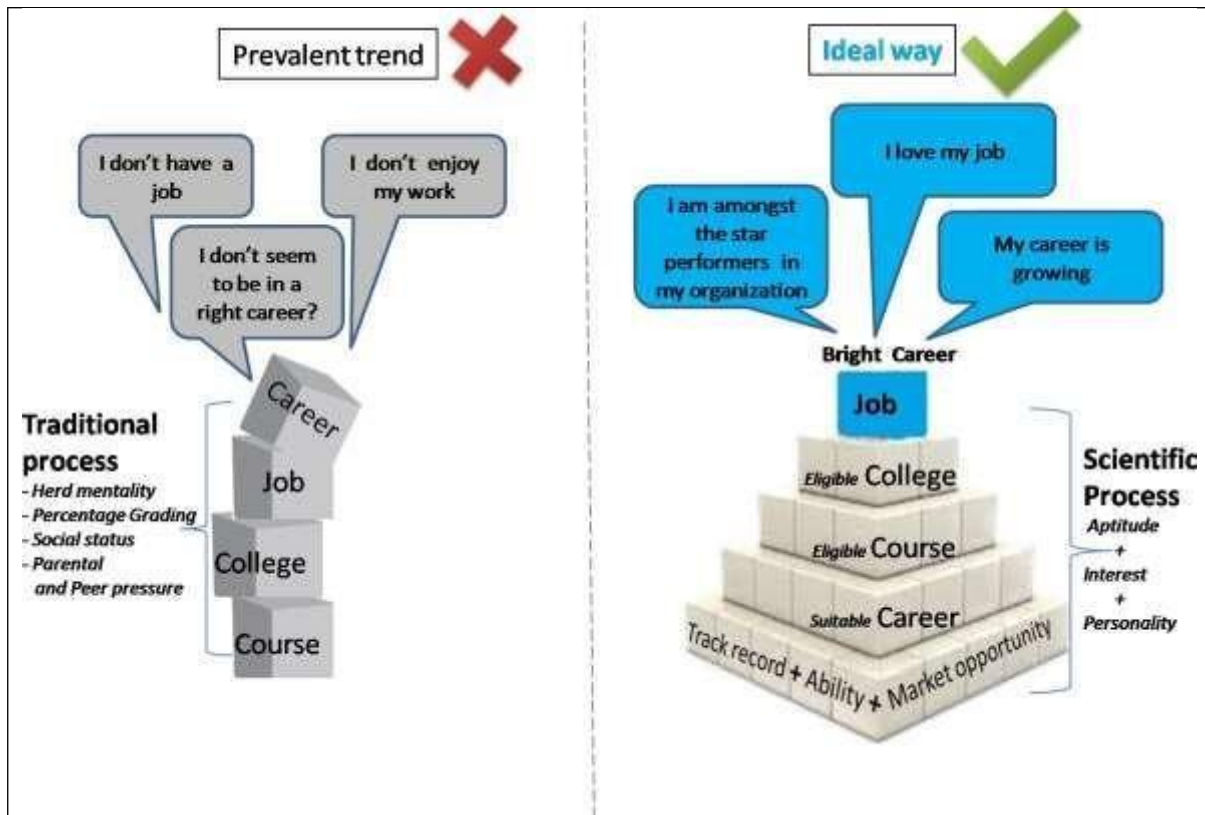 Prevalent trend
I don't have a
job
I don't enjoy
my work
I don't seem
to be in a
right career?
Career
Job
College
Course
Traditional
process
- Herd mentality
- Percentage Grading
- Social status
- Parental
and Peer pressure
Ideal way
I love my job
I am amongst
the star
performers in
my organization
My career is
growing
Bright Career
Job
Eligible College
Eligible Course
Suitable Career
Track record + Ability + Market opportunity
Scientific
Process
Aptitude
+
Interest
+
Personality